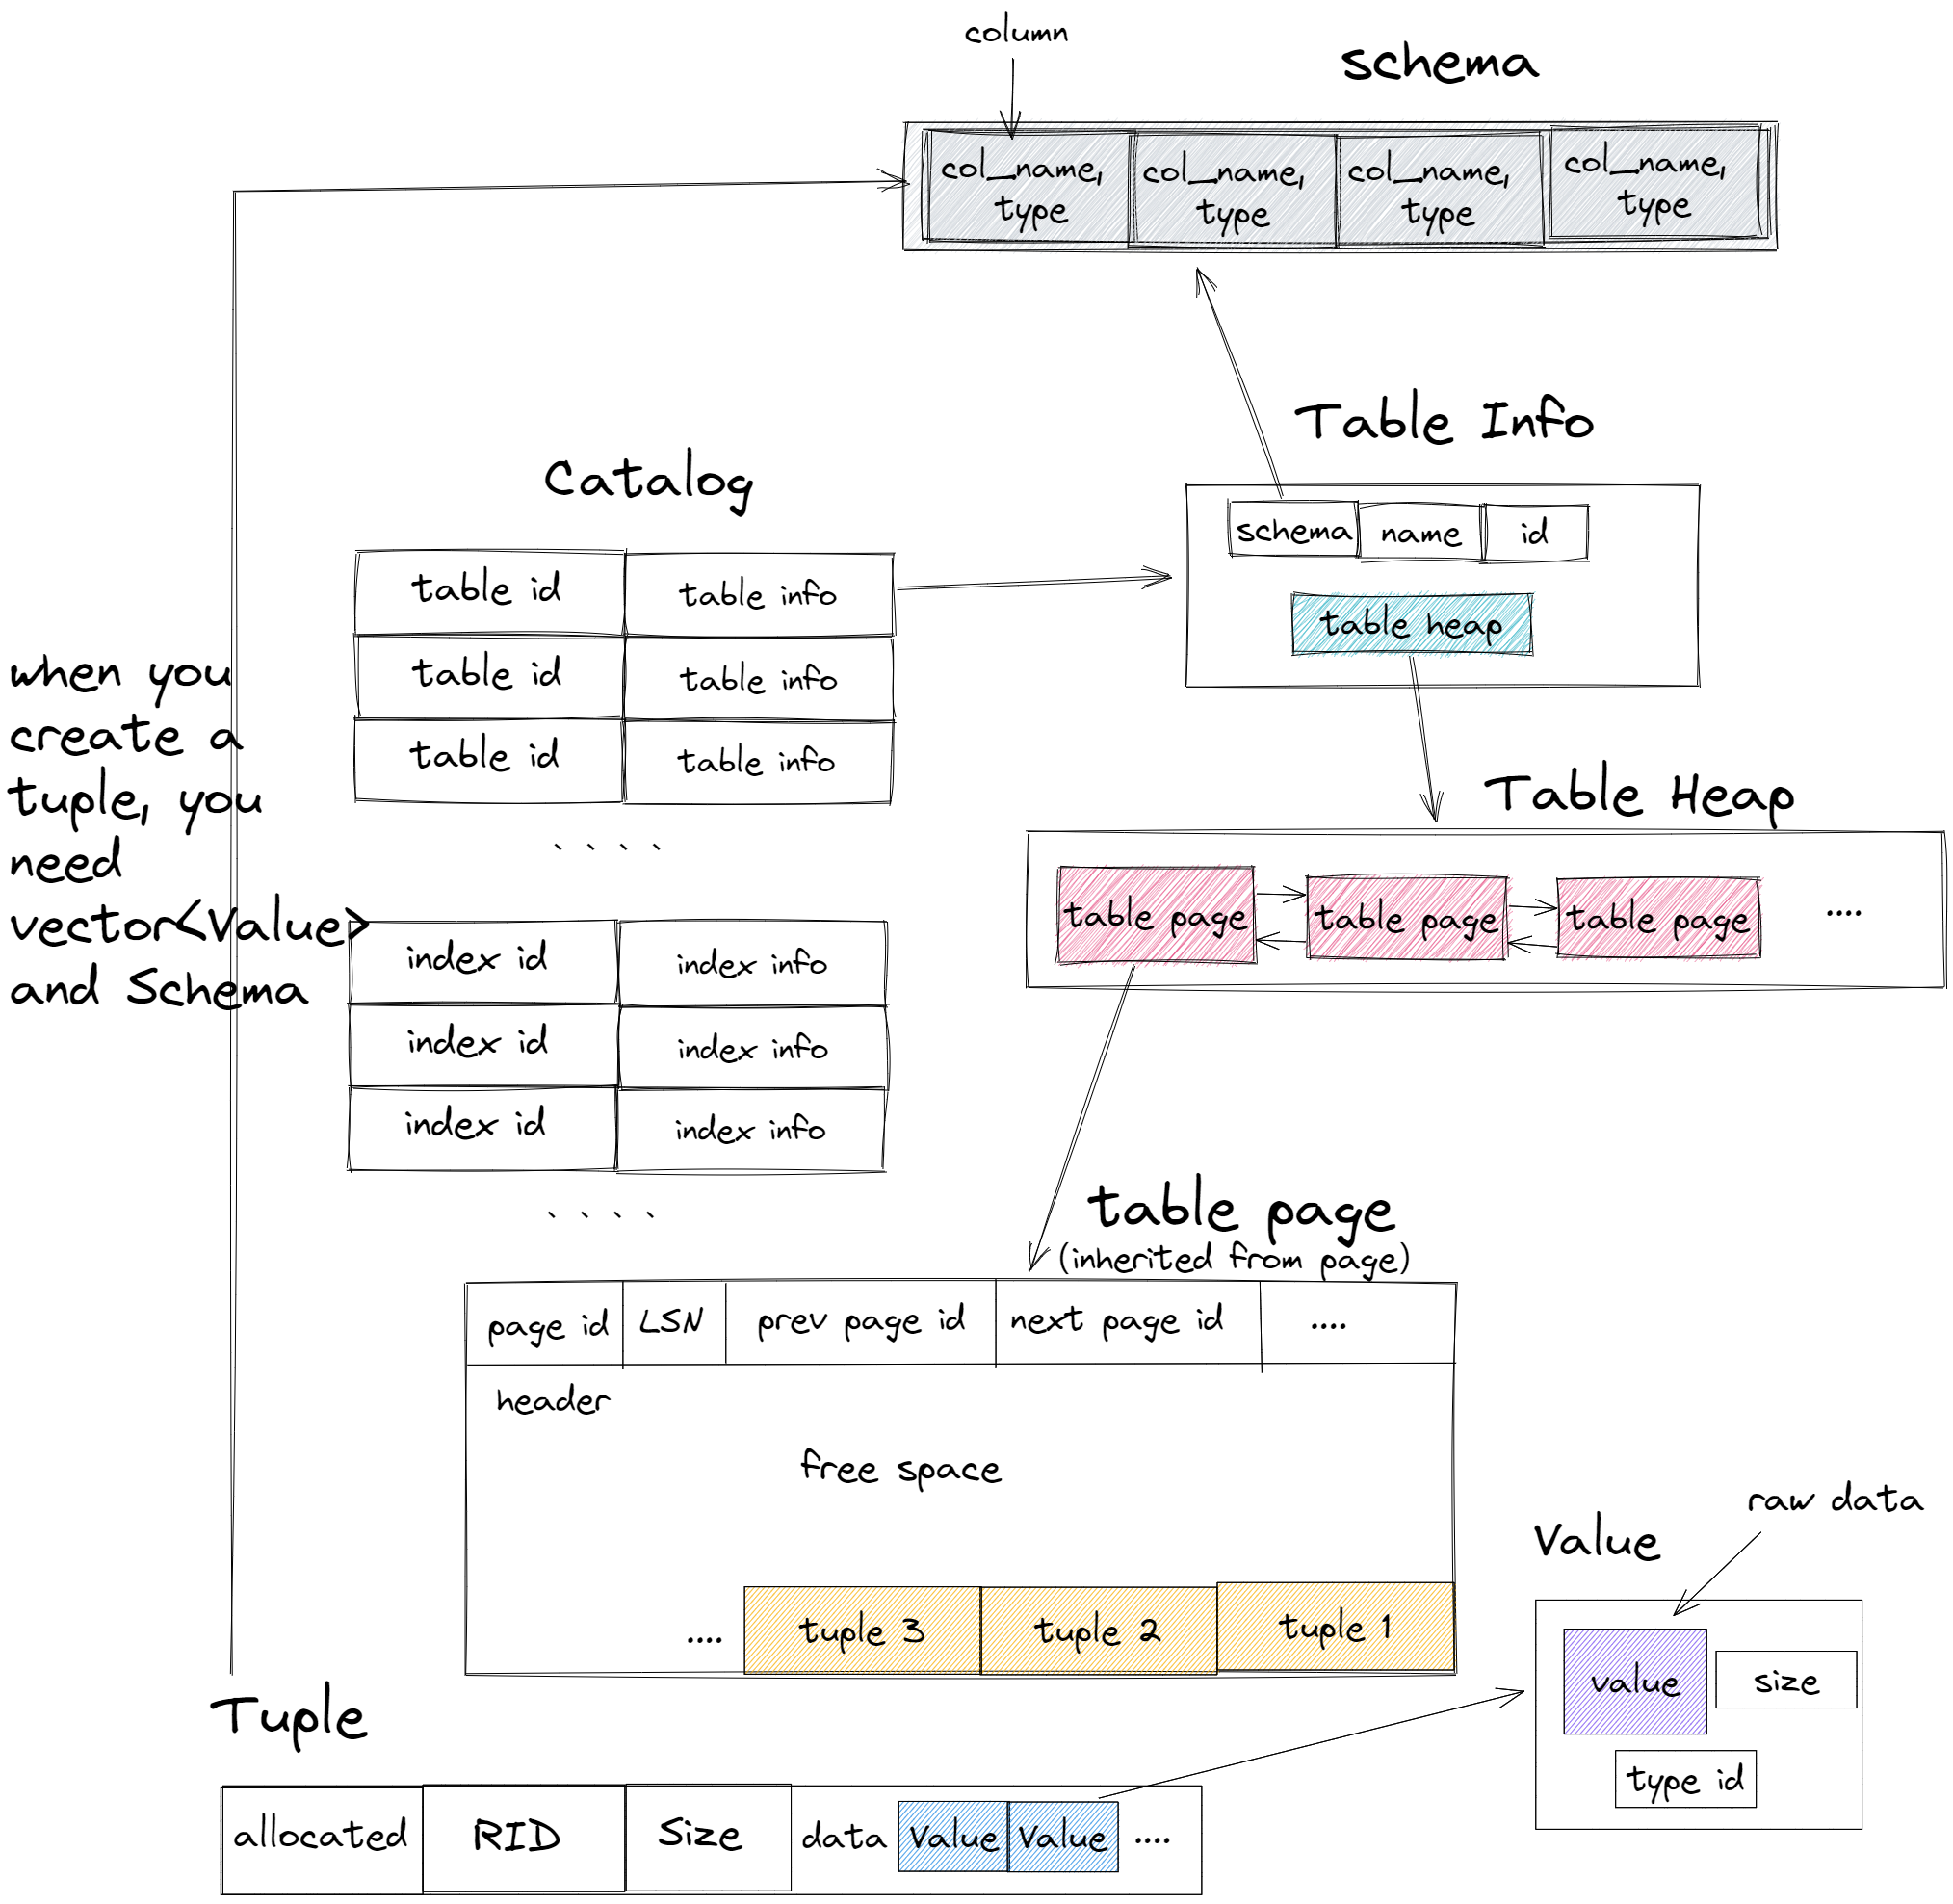 column
schema
col_name,
type
col_name,
type
col_name,
type
col_name,
type
Table Info
schema
name
id
table heap
Catalog
table id
table info
table id
table info
table id
table info
、、、、
index id
index info
index id
index info
index id
index info
、、、、
when you
create a
tuple, you
need
vector<Value>
and Schema
Table Heap
table page
table page
table page
....
table page
(inherited from page)
page id
LSN
prev page id
next page id
....
header
free space
....
tuple 3
tuple 2
tuple 1
raw data
Value
value
size
type id
Tuple
allocated
RID
Size
data
Value
Value
....